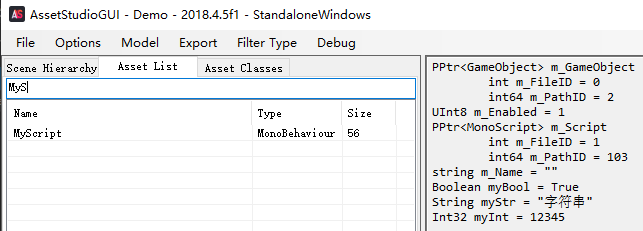 AssetStudioGUI - Demo - 2018.4.5f1 - StandaloneWindows
File Options Model Export Filter Type Debug
Scene Hierarchy Asset List Asset Classes
MyS
Name Type Size
MyScript MonoBehaviour 56
PPtr<GameObject> m_GameObject
int m_FileID = 0
int64 m_PathID = 2
UInt8 m_Enabled = 1
PPtr<MonoScript> m_Script
int m_FileID = 1
int64 m_PathID = 103
string m_Name = ""
Boolean myBool = True
String myStr = "字符串"
Int32 myInt = 12345